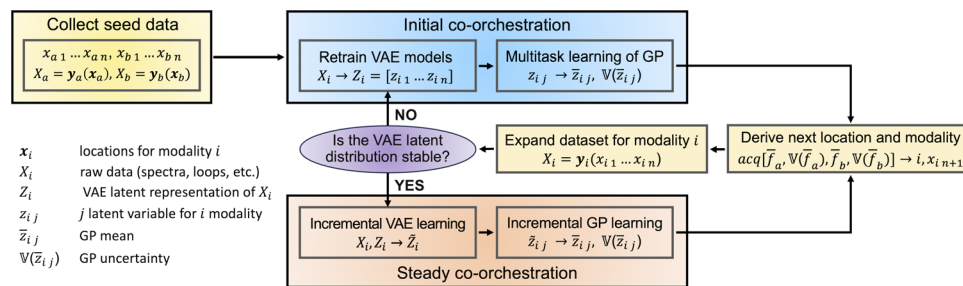 Collect seed data
x_{a 1} … x_{a n}, x_{b 1} … x_{b n}
X_a = y_a(x_a), X_b = y_b(x_b)
Initial co-orchestration
Retrain VAE models
X_i → Z_i = [z_{i 1} … z_{i n}]
Multitask learning of GP
z_{i j} → z̅_{i j}, 𝕍(z̅_{i j})
NO
Is the VAE latent
distribution stable?
YES
Expand dataset for modality i
X_i = y_i(x_{i 1} … x_{i n})
Derive next location and modality
acq[f̅_a, 𝕍(f̅_a), f̅_b, 𝕍(f̅_b)] → i, x_{i n+1}
Incremental VAE learning
X_i, Z_i → Z̃_i
Incremental GP learning
z̃_{i j} → z̅_{i j}, 𝕍(z̅_{i j})
Steady co-orchestration
x_i locations for modality i
X_i raw data (spectra, loops, etc.)
Z_i VAE latent representation of X_i
z_{i j} j latent variable for i modality
z̅_{i j} GP mean
𝕍(z̅_{i j}) GP uncertainty